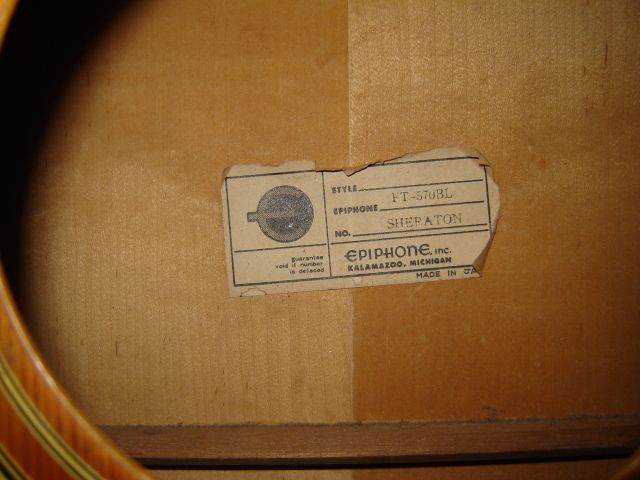 STYLE FT-570BL
EPIPHONE
NO. SHERATON
guarantee
void if number
is defaced
EPIPHONE, INC.
KALAMAZOO, MICHIGAN
MADE IN JA